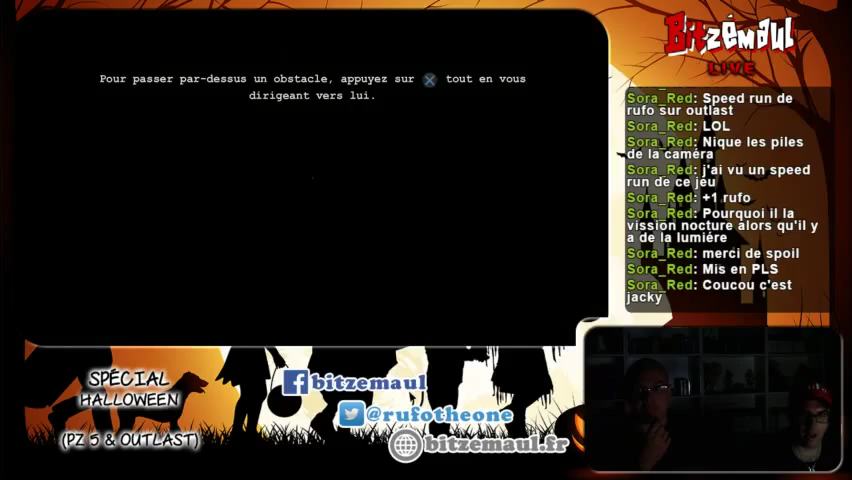 Pour passer par-dessus un obstacle, appuyez sur tout en vous
dirigeant vers lui.
Bitzémaul
LIVE
Sora_Red: Speed run de
rufo sur outlast
Sora_Red: LOL
Sora_Red: Nique les piles
de la caméra
Sora_Red: j'ai vu un speed
run de ce jeu
Sora_Red: +1 rufo
Sora_Red: Pourquoi il la
vission nocture alors qu'il y
a de la lumiére
Sora_Red: merci de spoil
Sora_Red: Mis en PLS
Sora_Red: Coucou c'est
jacky
SPÉCIAL
HALLOWEEN
(PZ 5 & OUTLAST)
bitzemaul
@rufotheone
bitzemaul.fr